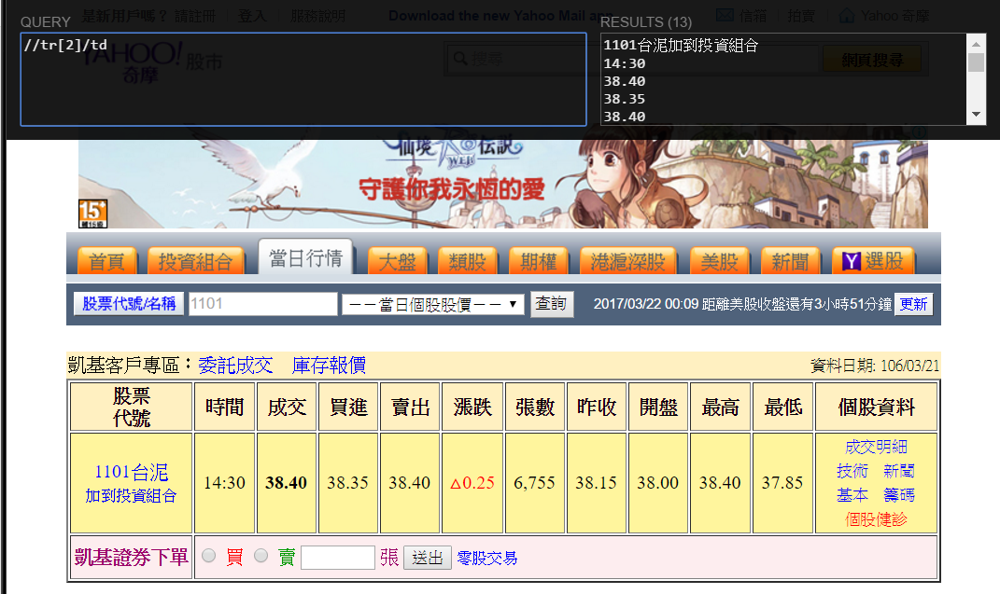 QUERY
是新用戶嗎？ 請註冊 登入 服務說明 Download the new Yahoo Mail app 信箱 拍賣 Yahoo 奇摩
RESULTS (13)
//tr[2]/td
YAHOO! 奇摩 股市
搜尋 網頁搜尋
1101台泥加到投資組合
14:30
38.40
38.35
38.40
仙境 傳說
WEB
守護你我永恆的愛
15+
輔15級
首頁 投資組合 當日行情 大盤 類股 期權 港滬深股 美股 新聞 Y 選股
股票代號/名稱 1101 －－當日個股股價－－ 查詢 2017/03/22 00:09 距離美股收盤還有3小時51分鐘 更新
凱基客戶專區：委託成交 庫存報價 資料日期: 106/03/21
股票
代號 時間 成交 買進 賣出 漲跌 張數 昨收 開盤 最高 最低 個股資料
1101台泥
加到投資組合 14:30 38.40 38.35 38.40 △0.25 6,755 38.15 38.00 38.40 37.85
成交明細
技術 新聞
基本 籌碼
個股健診
凱基證券下單 買 賣 張 送出 零股交易